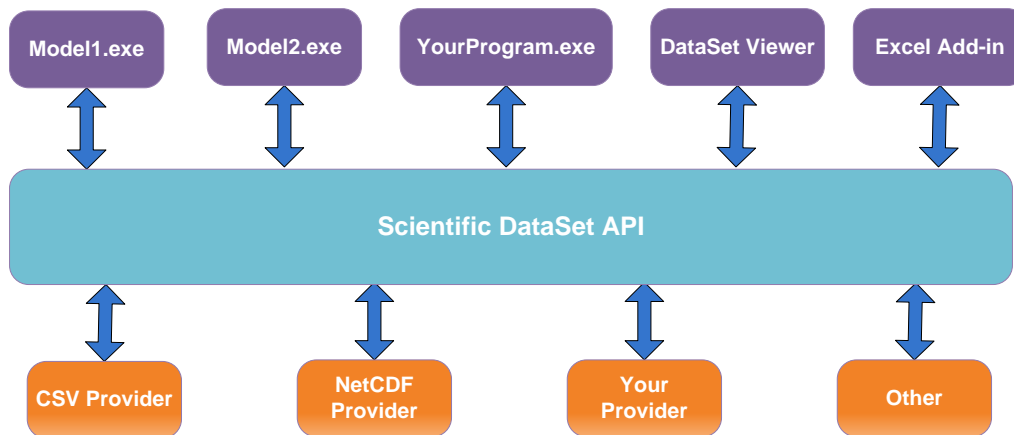 Model1.exe
Model2.exe
YourProgram.exe
DataSet Viewer
Excel Add-in
Scientific DataSet API
CSV Provider
NetCDF
Provider
Your
Provider
Other